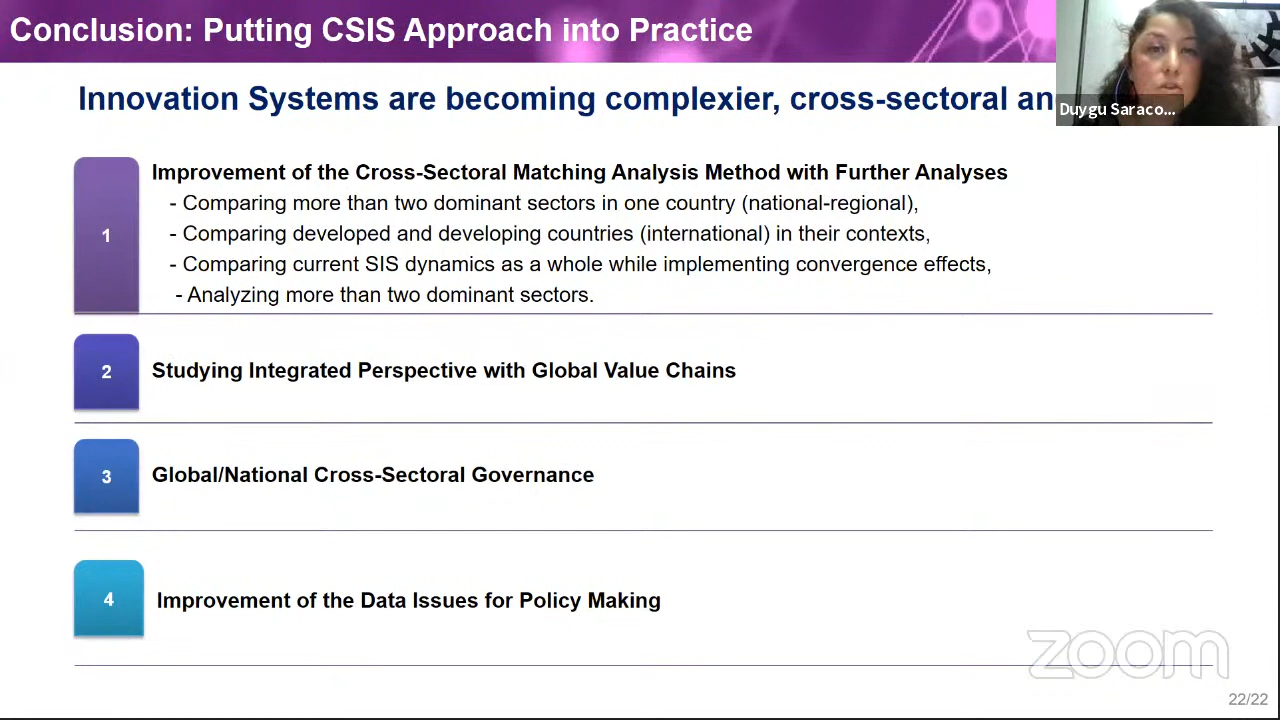 Conclusion: Putting CSIS Approach into Practice
Innovation Systems are becoming complexier, cross-sectoral an
Duygu Saraco...
1
Improvement of the Cross-Sectoral Matching Analysis Method with Further Analyses
- Comparing more than two dominant sectors in one country (national-regional),
- Comparing developed and developing countries (international) in their contexts,
- Comparing current SIS dynamics as a whole while implementing convergence effects,
- Analyzing more than two dominant sectors.
2
Studying Integrated Perspective with Global Value Chains
3
Global/National Cross-Sectoral Governance
4
Improvement of the Data Issues for Policy Making
zoom
22/22